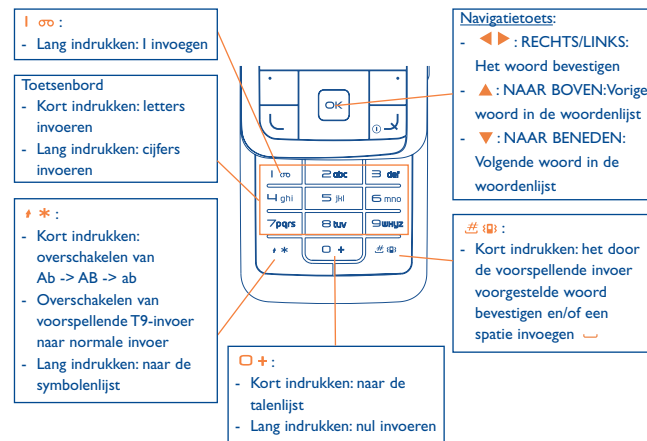 1 ⚯ :
- Lang indrukken: 1 invoegen
Toetsenbord
- Kort indrukken: letters
invoeren
- Lang indrukken: cijfers
invoeren
* :
- Kort indrukken:
overschakelen van
Ab -> AB -> ab
- Overschakelen van
voorspellende T9-invoer
naar normale invoer
- Lang indrukken: naar de
symbolenlijst
OK
1
2 abc
3 def
4 ghi
5 jkl
6 mno
7pqrs
8 tuv
9wxyz
*
0 +
#
0 + :
- Kort indrukken: naar de
talenlijst
- Lang indrukken: nul invoeren
Navigatietoets:
- ◀ ▶ : RECHTS/LINKS:
Het woord bevestigen
- ▲ : NAAR BOVEN:Vorige
woord in de woordenlijst
- ▼ : NAAR BENEDEN:
Volgende woord in de
woordenlijst
# :
- Kort indrukken: het door
de voorspellende invoer
voorgestelde woord
bevestigen en/of een
spatie invoegen ⎵